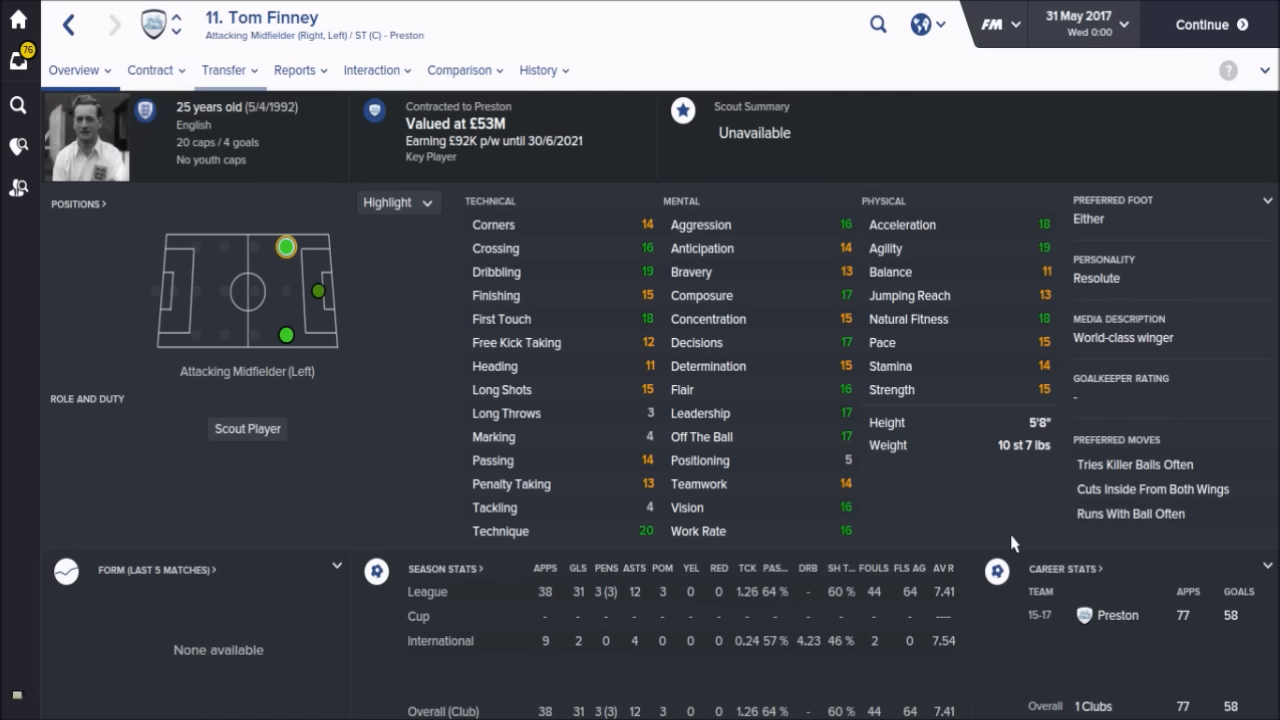 76
11. Tom Finney
Attacking Midfielder (Right, Left) / ST (C) - Preston
FM
31 May 2017
Wed 0:00
Continue
Overview
Contract
Transfer
Reports
Interaction
Comparison
History
?
25 years old (5/4/1992)
English
20 caps / 4 goals
No youth caps
Contracted to Preston
Valued at £53M
Earning £92K p/w until 30/6/2021
Key Player
Scout Summary
Unavailable
POSITIONS >
Highlight
Attacking Midfielder (Left)
ROLE AND DUTY
Scout Player
TECHNICAL
Corners 14
Crossing 16
Dribbling 19
Finishing 15
First Touch 18
Free Kick Taking 12
Heading 11
Long Shots 15
Long Throws 3
Marking 4
Passing 14
Penalty Taking 13
Tackling 4
Technique 20
MENTAL
Aggression 16
Anticipation 14
Bravery 13
Composure 17
Concentration 15
Decisions 17
Determination 15
Flair 16
Leadership 17
Off The Ball 17
Positioning 5
Teamwork 14
Vision 16
Work Rate 16
PHYSICAL
Acceleration 18
Agility 19
Balance 11
Jumping Reach 13
Natural Fitness 18
Pace 15
Stamina 14
Strength 15
Height 5'8"
Weight 10 st 7 lbs
PREFERRED FOOT
Either
PERSONALITY
Resolute
MEDIA DESCRIPTION
World-class winger
GOALKEEPER RATING
-
PREFERRED MOVES
Tries Killer Balls Often
Cuts Inside From Both Wings
Runs With Ball Often
FORM (LAST 5 MATCHES) >
None available
SEASON STATS > APPS GLS PENS ASTS POM YEL RED TCK PAS... DRB SH T... FOULS FLS AG AV R
League 38 31 3 (3) 12 3 0 0 1.26 64 % - 60 % 44 64 7.41
Cup - - - - - - - - - - - - - ----
International 9 2 0 4 0 0 0 0.24 57 % 4.23 46 % 2 0 7.54
Overall (Club) 38 31 3 (3) 12 3 0 0 1.26 64 % - 60 % 44 64 7.41
CAREER STATS >
TEAM APPS GOALS
15-17 Preston 77 58
Overall 1 Clubs 77 58